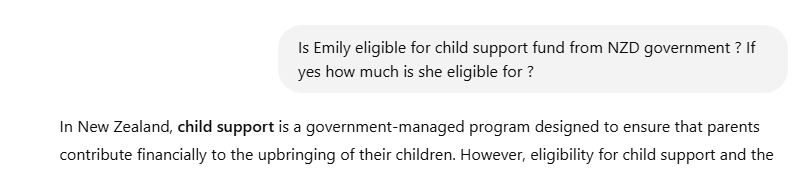 Is Emily eligible for child support fund from NZD government ? If
yes how much is she eligible for ?
In New Zealand, child support is a government-managed program designed to ensure that parents
contribute financially to the upbringing of their children. However, eligibility for child support and the